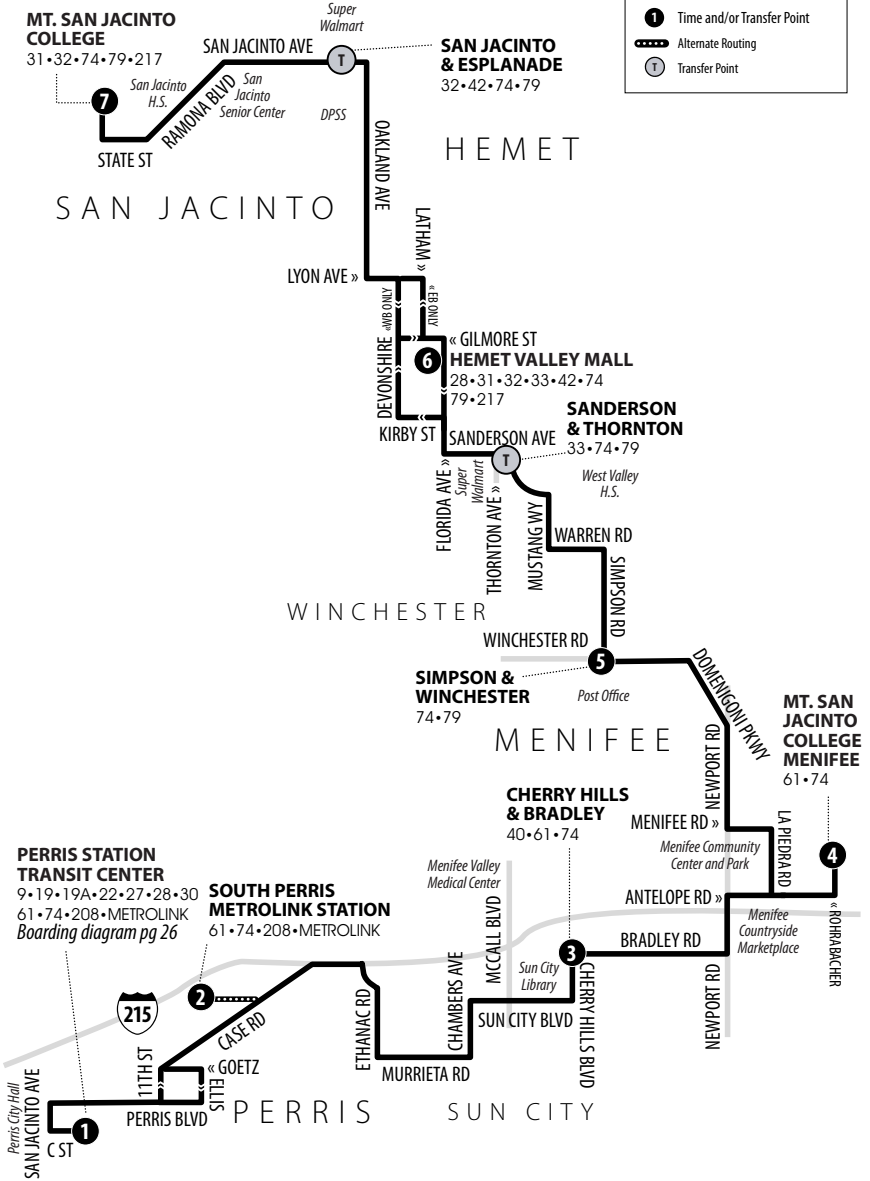 MT. SAN JACINTO
COLLEGE
31•32•74•79•217
Super
Walmart
SAN JACINTO AVE
T
SAN JACINTO
& ESPLANADE
32•42•74•79
1 Time and/or Transfer Point
Alternate Routing
T Transfer Point
7
San Jacinto
H.S.
RAMONA BLVD
San
Jacinto
Senior Center
DPSS
STATE ST
OAKLAND AVE
HEMET
SAN JACINTO
LATHAM »
LYON AVE »
«WB ONLY
« EB ONLY
DEVONSHIRE
« GILMORE ST
6
HEMET VALLEY MALL
28•31•32•33•42•74
79•217
KIRBY ST
SANDERSON AVE
SANDERSON
& THORNTON
33•74•79
T
FLORIDA AVE »
Super
Walmart
THORNTON AVE »
West Valley
H.S.
MUSTANG WY
WARREN RD
SIMPSON RD
WINCHESTER
WINCHESTER RD
5
SIMPSON &
WINCHESTER
74•79
Post Office
DOMENIGONI PKWY
MENIFEE
NEWPORT RD
MT. SAN
JACINTO
COLLEGE
MENIFEE
61•74
CHERRY HILLS
& BRADLEY
40•61•74
MENIFEE RD »
LA PIEDRA RD
Menifee Community
Center and Park
4
Menifee Valley
Medical Center
ANTELOPE RD »
« ROHRABACHER
Menifee
Countryside
Marketplace
PERRIS STATION
TRANSIT CENTER
9•19•19A•22•27•28•30
61•74•208•METROLINK
Boarding diagram pg 26
SOUTH PERRIS
METROLINK STATION
61•74•208•METROLINK
MCCALL BLVD
BRADLEY RD
3
Sun City
Library
CHERRY HILLS BLVD
NEWPORT RD
2
215
CASE RD
ETHANAC RD
CHAMBERS AVE
SUN CITY BLVD
MURRIETA RD
11TH ST
« GOETZ
ELLIS
PERRIS
SUN CITY
Perris City Hall
SAN JACINTO AVE
PERRIS BLVD
C ST
1